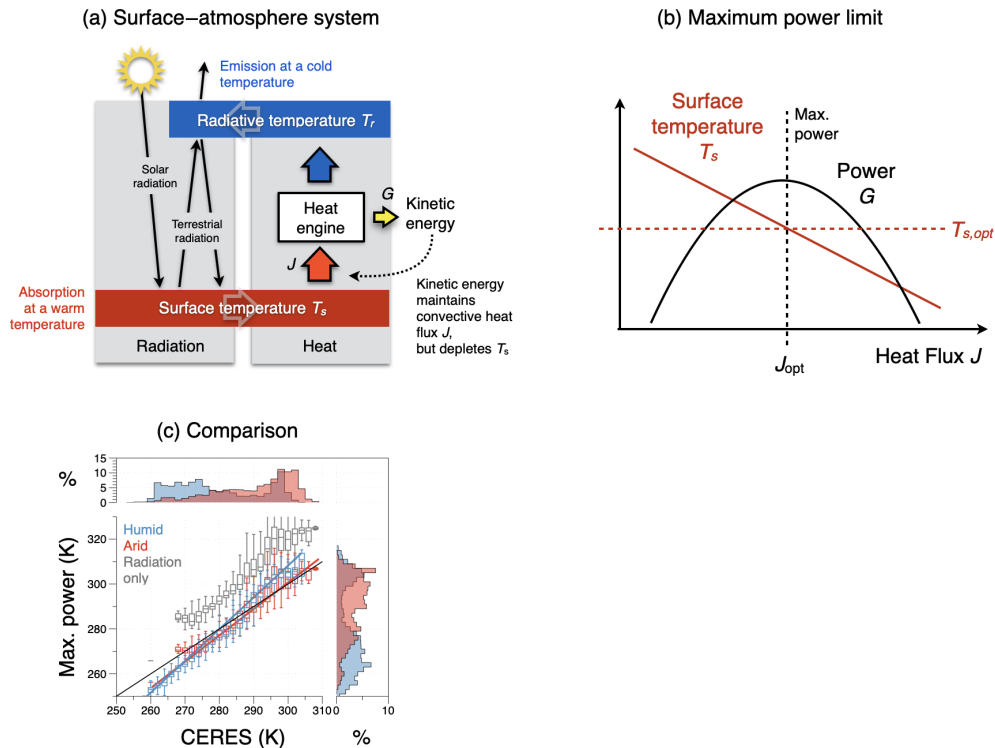 (a) Surface–atmosphere system
Emission at a cold
temperature
Radiative temperature Tr
Solar
radiation
Terrestrial
radiation
Heat
engine
G
Kinetic
energy
J
Kinetic energy
maintains
convective heat
flux J,
but depletes Ts
Absorption
at a warm
temperature
Surface temperature Ts
Radiation
Heat
(b) Maximum power limit
Surface
temperature
Ts
Max.
power
Power
G
Ts,opt
Jopt
Heat Flux J
(c) Comparison
%
15
10
5
0
Humid
Arid
Radiation
only
Max. power (K)
320
300
280
260
250
260
270
280
290
300
310
0
10
CERES (K)
%